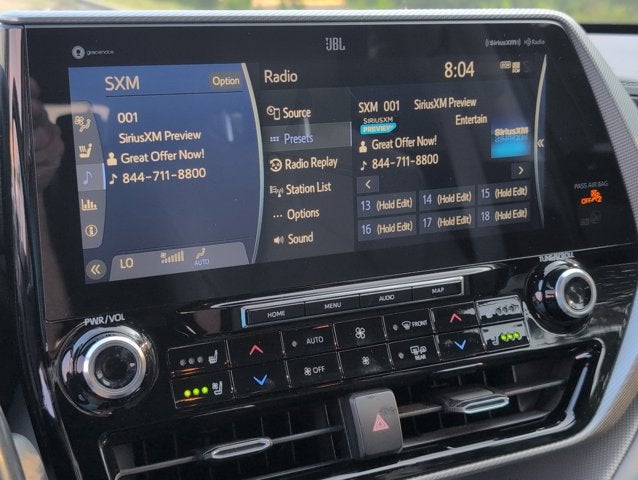 gracenote
JBL
SiriusXM
HD Radio
SXM
Option
001
SiriusXM Preview
Great Offer Now!
844-711-8800
LO
AUTO
Radio
8:04
Source
Presets
Radio Replay
Station List
Options
Sound
SXM 001 SiriusXM Preview
SIRIUSXM PREVIEW
Entertain
Great Offer Now!
844-711-8800
SiriusXM
13 (Hold Edit) 14 (Hold Edit) 15 (Hold Edit)
16 (Hold Edit) 17 (Hold Edit) 18 (Hold Edit)
PASS AIR BAG
OFF
PWR/VOL
TUNE/SCROLL
HOME MENU AUDIO MAP
AUTO
FRONT
OFF
REAR